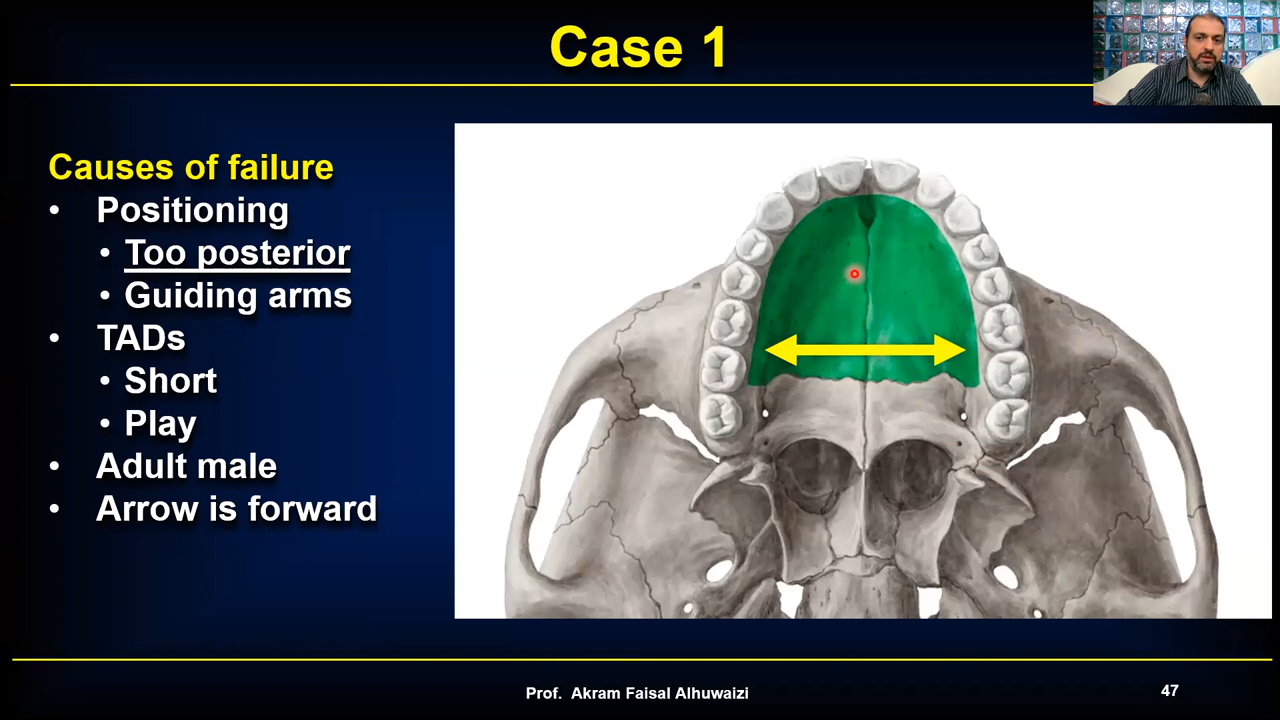 Case 1
Causes of failure
• Positioning
• Too posterior
• Guiding arms
• TADs
• Short
• Play
• Adult male
• Arrow is forward
Prof. Akram Faisal Alhuwaizi
47